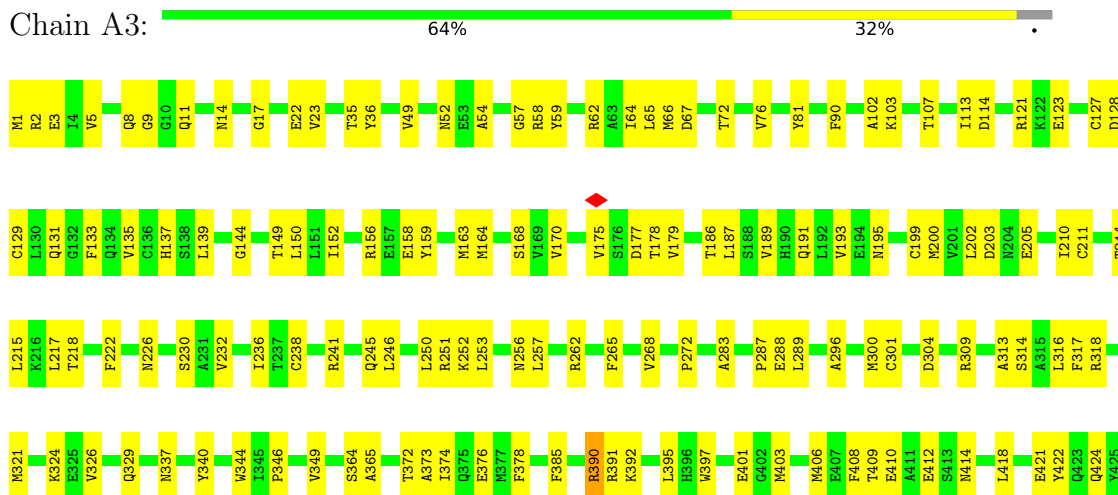 Chain A3:
64% 32% .
M1 R2 E3 I4 V5 Q8 G9 G10 Q11 N14 G17 E22 V23 T35 Y36 V49 N52 E53 A54 G57 R58 Y59 R62 A63 I64 L65 M66 D67 T72 V76 Y81 F90 A102 K103 T107 I113 D114 R121 K122 E123 C127 D128
C129 L130 Q131 G132 F133 Q134 V135 C136 H137 S138 L139 G144 T149 L150 L151 I152 R156 E157 E158 Y159 M163 M164 S168 V169 V170 V175 S176 D177 T178 V179 T186 L187 S188 V189 H190 Q191 L192 V193 E194 N195 C199 M200 V201 L202 D203 N204 E205 I210 C211 T214
L215 K216 L217 T218 F222 N226 S230 A231 V232 I236 T237 C238 R241 Q245 L246 L250 R251 K252 L253 N256 L257 R262 F265 V268 P272 A283 P287 E288 L289 A296 M300 C301 D304 R309 A313 S314 A315 L316 F317 R318
M321 K324 E325 V326 Q329 N337 Y340 W344 I345 P346 V349 S364 A365 T372 A373 I374 Q375 E376 M377 F378 F385 R390 R391 K392 L395 H396 W397 E401 G402 M403 M406 E407 F408 T409 E410 A411 E412 S413 N414 L418 E421 Y422 Q423 Q424